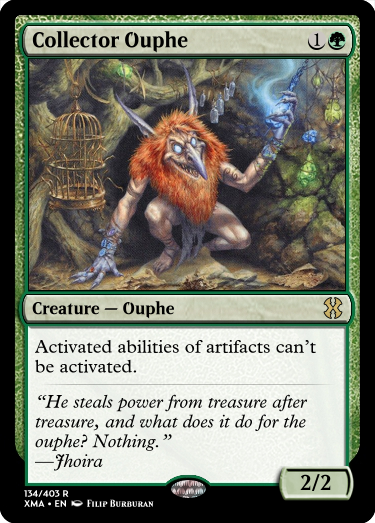 Collector Ouphe 1
Creature — Ouphe
Activated abilities of artifacts can't
be activated.
“He steals power from treasure after
treasure, and what does it do for the
ouphe? Nothing.”
—Jhoira
134/403 R
XMA • EN Filip Burburan
2/2